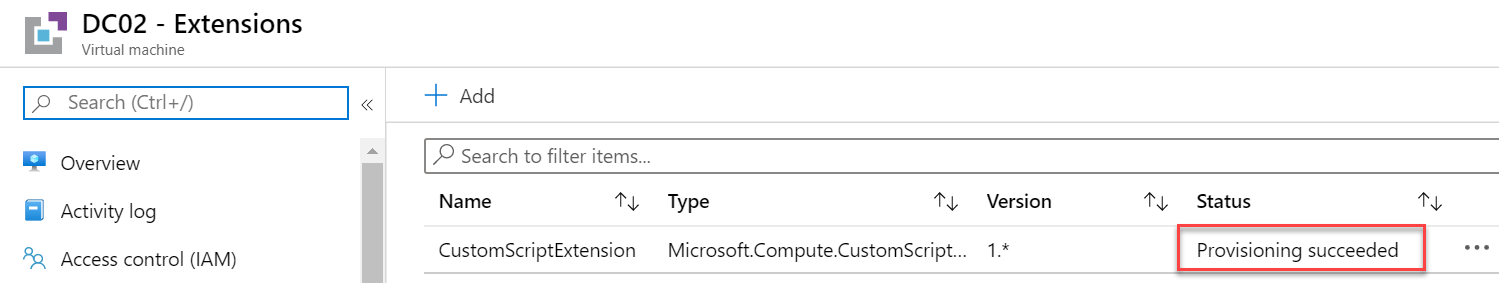 DC02 - Extensions
Virtual machine
Search (Ctrl+/)
«
Overview
Activity log
Access control (IAM)
+ Add
Search to filter items...
Name ↑↓ Type ↑↓ Version ↑↓ Status ↑↓
CustomScriptExtension Microsoft.Compute.CustomScript... 1.* Provisioning succeeded ...